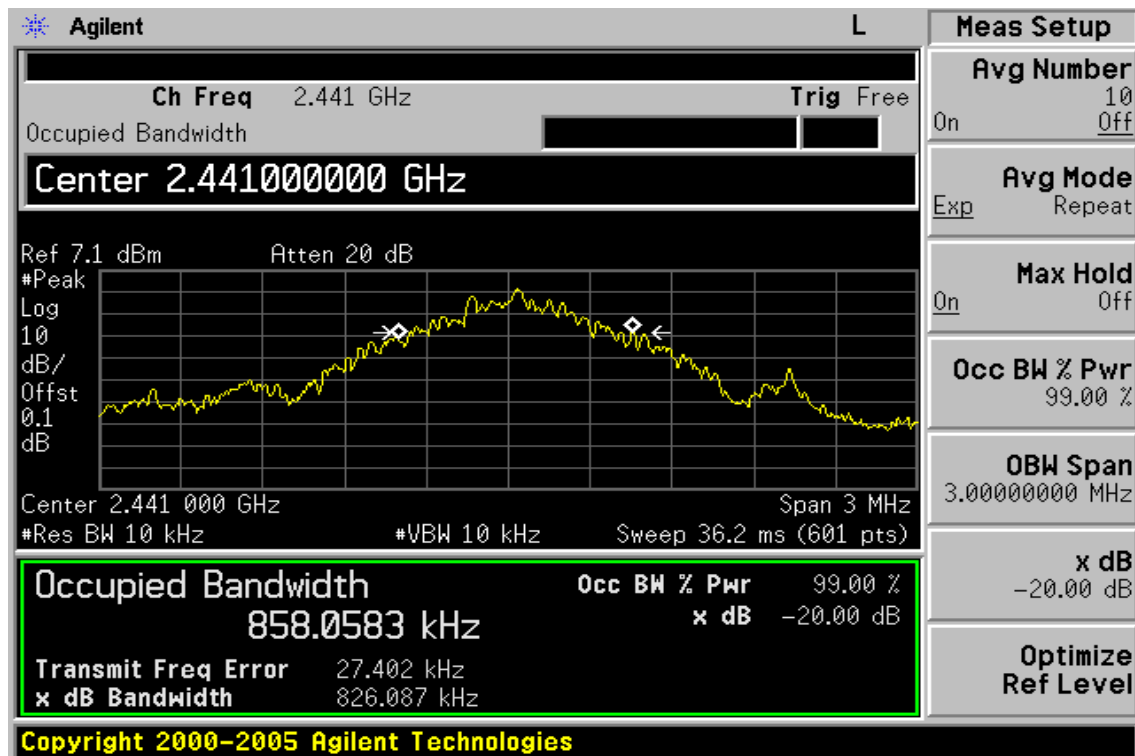 Agilent L
Ch Freq 2.441 GHz Trig Free
Occupied Bandwidth
Center 2.441000000 GHz
Ref 7.1 dBm Atten 20 dB
#Peak
Log
10
dB/
Offst
0.1
dB
Center 2.441 000 GHz Span 3 MHz
#Res BW 10 kHz #VBW 10 kHz Sweep 36.2 ms (601 pts)
Occupied Bandwidth Occ BW % Pwr 99.00 %
858.0583 kHz x dB -20.00 dB
Transmit Freq Error 27.402 kHz
x dB Bandwidth 826.087 kHz
Meas Setup
Avg Number
10
On Off
Avg Mode
Exp Repeat
Max Hold
On Off
Occ BW % Pwr
99.00 %
OBW Span
3.00000000 MHz
x dB
-20.00 dB
Optimize
Ref Level
Copyright 2000-2005 Agilent Technologies